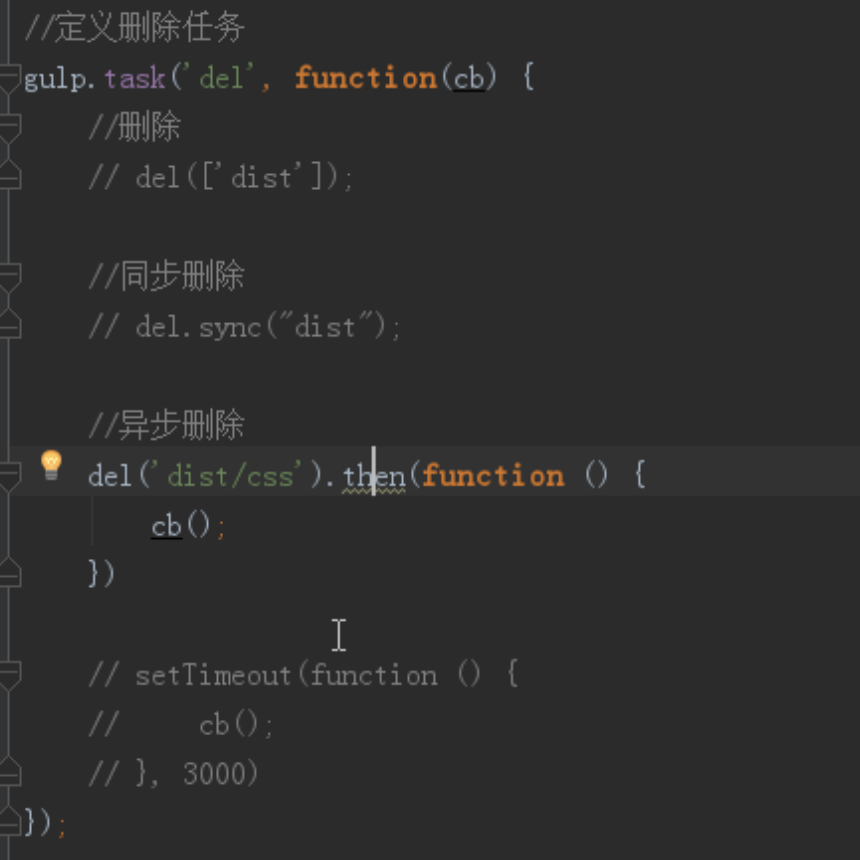 //定义删除任务
gulp.task('del', function(cb) {
//删除
// del(['dist']);
//同步删除
// del.sync("dist");
//异步删除
del('dist/css').then(function () {
cb();
})
// setTimeout(function () {
//     cb();
// }, 3000)
});